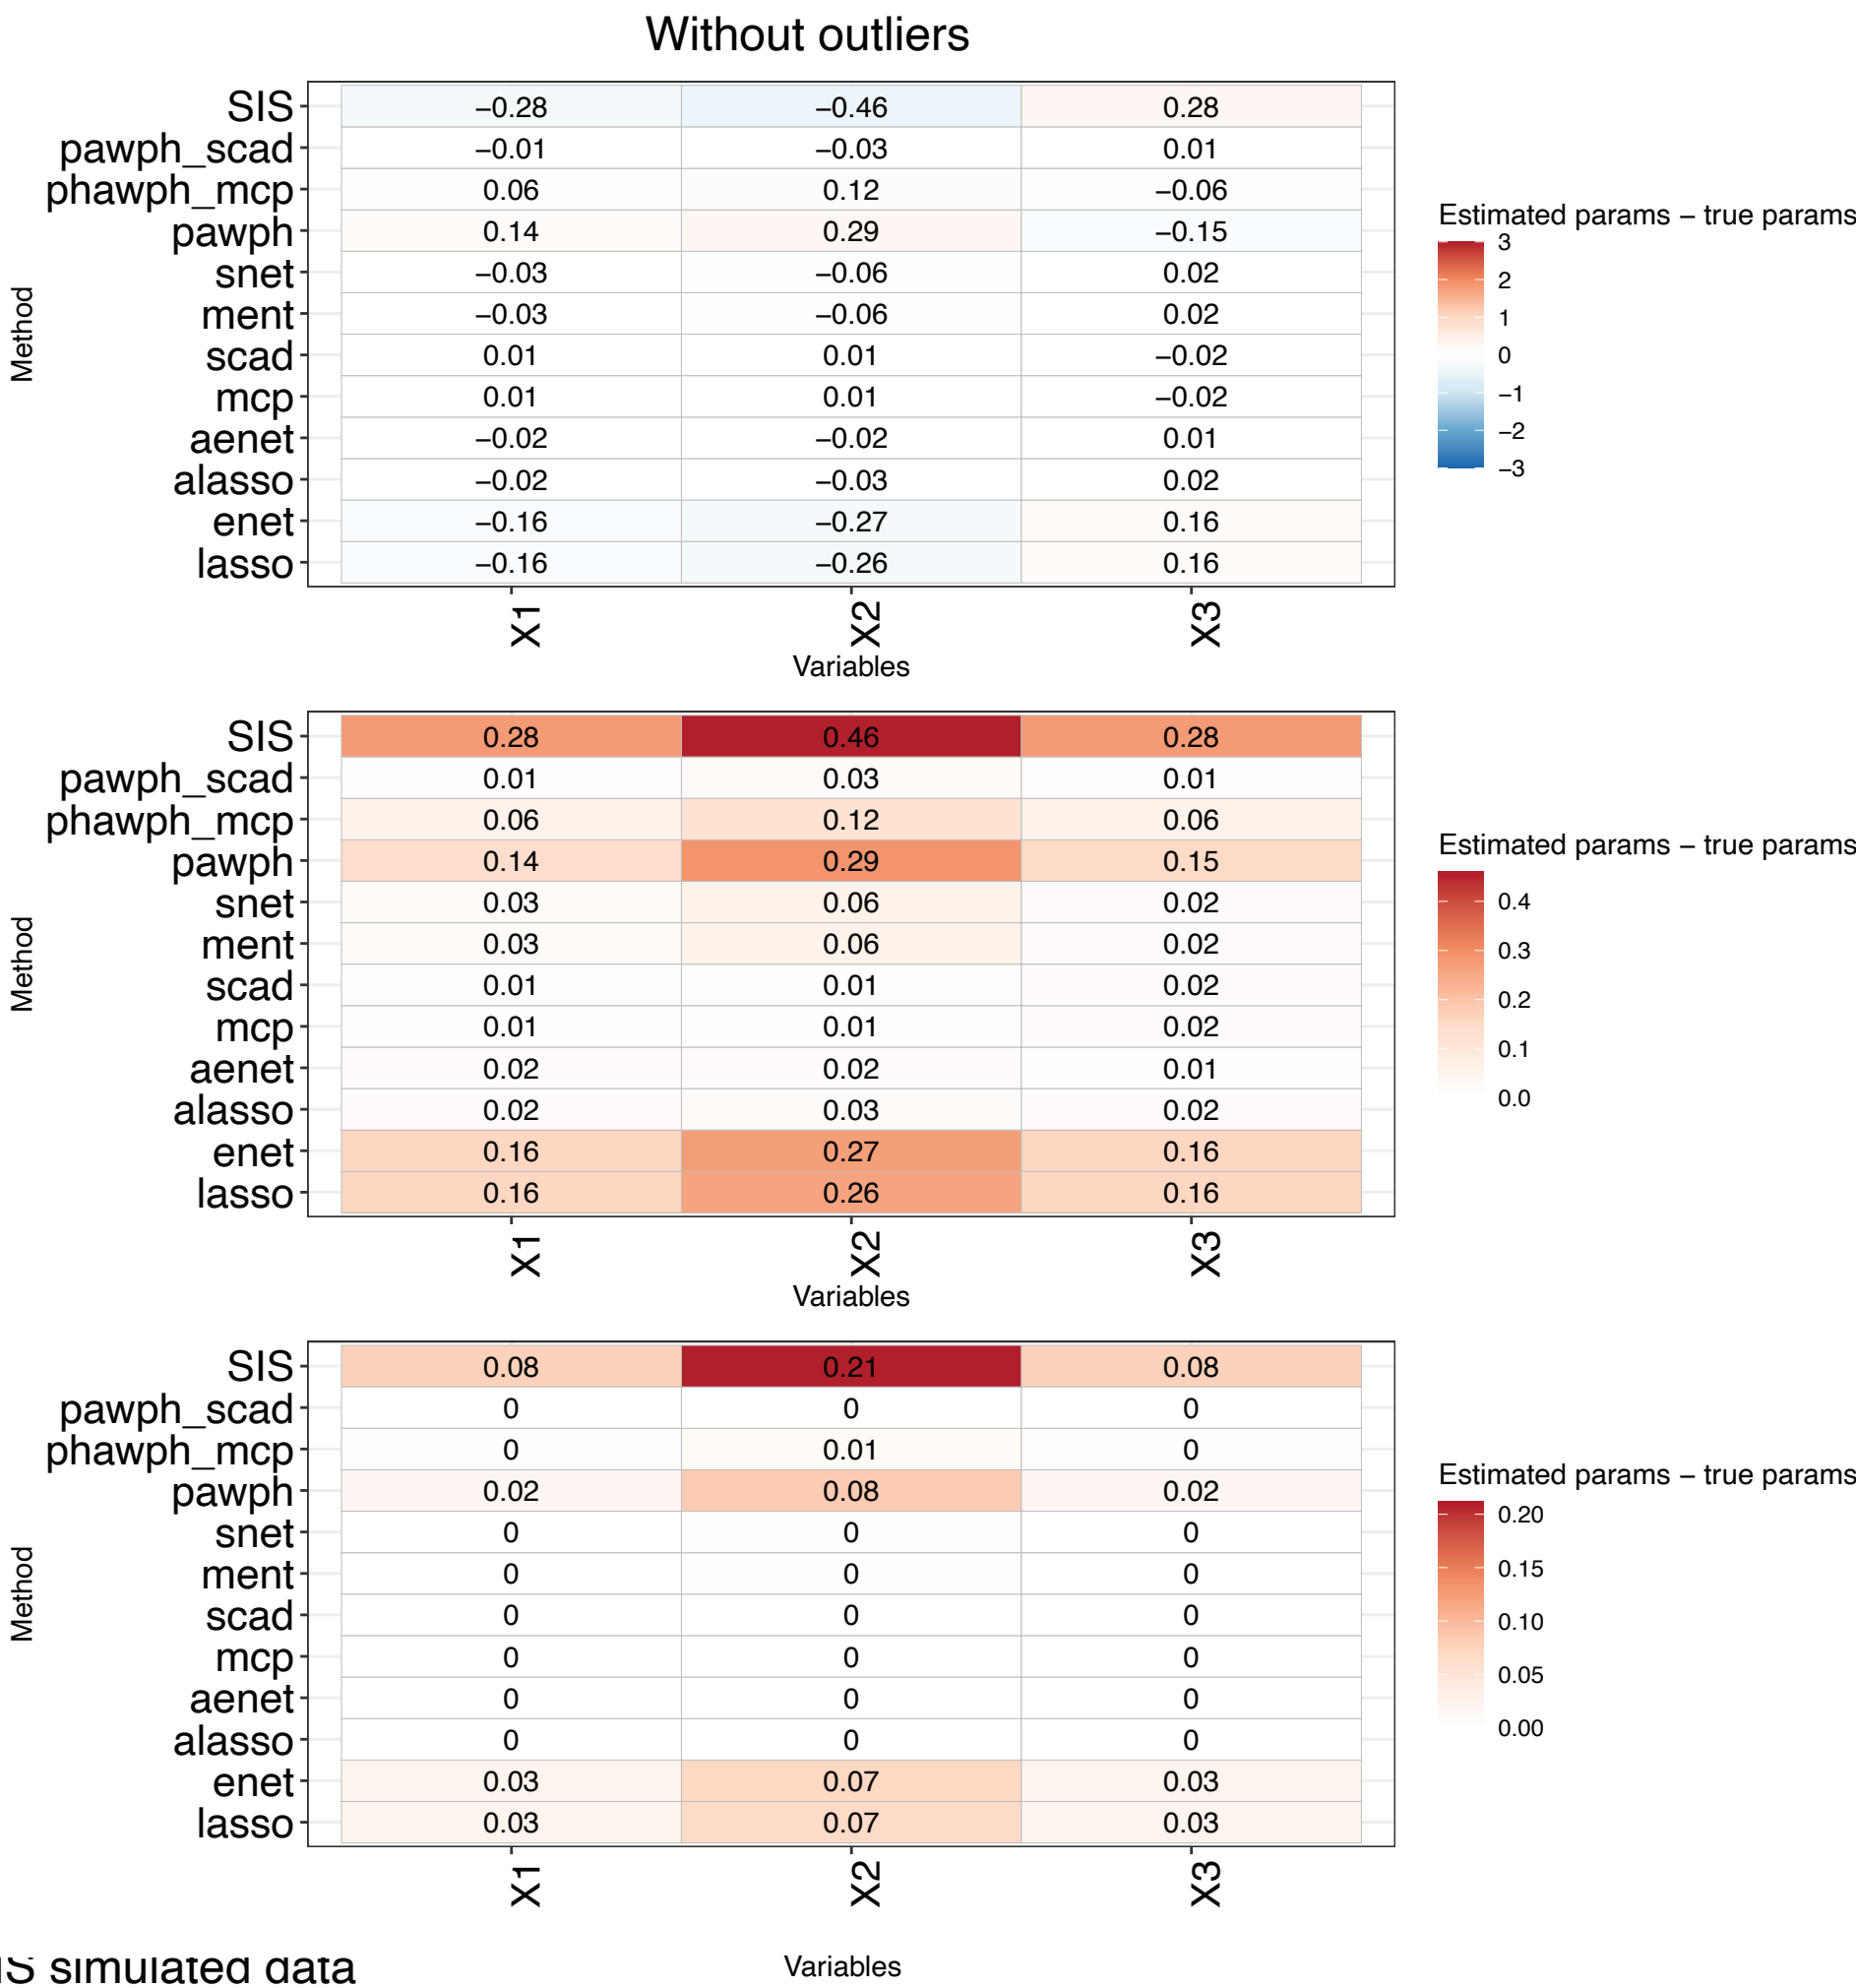 Without outliers
SIS −0.28 −0.46 0.28
pawph_scad −0.01 −0.03 0.01
phawph_mcp 0.06 0.12 −0.06
pawph 0.14 0.29 −0.15
snet −0.03 −0.06 0.02
ment −0.03 −0.06 0.02
scad 0.01 0.01 −0.02
mcp 0.01 0.01 −0.02
aenet −0.02 −0.02 0.01
alasso −0.02 −0.03 0.02
enet −0.16 −0.27 0.16
lasso −0.16 −0.26 0.16
Method
X1 X2 X3
Variables
Estimated params − true params
3
2
1
0
−1
−2
−3
SIS 0.28 0.46 0.28
pawph_scad 0.01 0.03 0.01
phawph_mcp 0.06 0.12 0.06
pawph 0.14 0.29 0.15
snet 0.03 0.06 0.02
ment 0.03 0.06 0.02
scad 0.01 0.01 0.02
mcp 0.01 0.01 0.02
aenet 0.02 0.02 0.01
alasso 0.02 0.03 0.02
enet 0.16 0.27 0.16
lasso 0.16 0.26 0.16
Method
X1 X2 X3
Variables
Estimated params − true params
0.4
0.3
0.2
0.1
0.0
SIS 0.08 0.21 0.08
pawph_scad 0 0 0
phawph_mcp 0 0.01 0
pawph 0.02 0.08 0.02
snet 0 0 0
ment 0 0 0
scad 0 0 0
mcp 0 0 0
aenet 0 0 0
alasso 0 0 0
enet 0.03 0.07 0.03
lasso 0.03 0.07 0.03
Method
X1 X2 X3
Variables
Estimated params − true params
0.20
0.15
0.10
0.05
0.00
simulated data